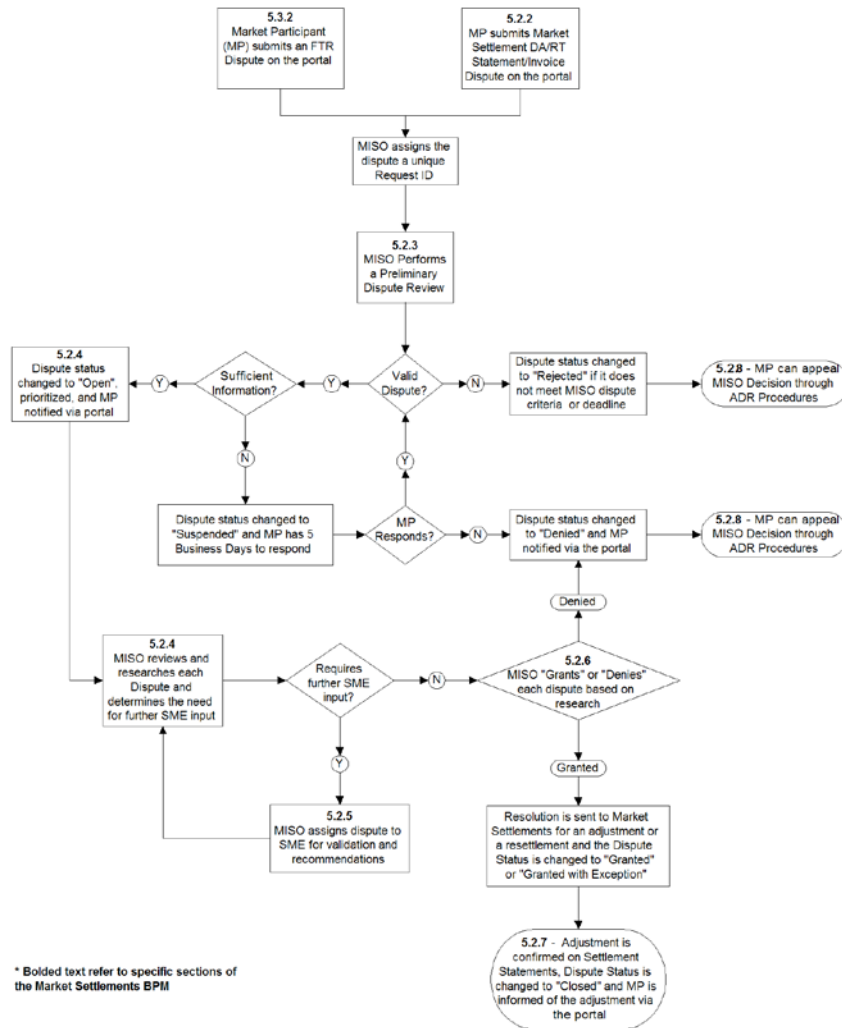 5.3.2
Market Participant
(MP) submits an FTR
Dispute on the portal
5.2.2
MP submits Market
Settlement DA/RT
Statement/Invoice
Dispute on the portal
MISO assigns the
dispute a unique
Request ID
5.2.3
MISO Performs
a Preliminary
Dispute Review
5.2.4
Dispute status
changed to "Open",
prioritized, and MP
notified via portal
Y
Sufficient
Information?
Y
Valid
Dispute?
N
Dispute status changed
to "Rejected" if it does
not meet MISO dispute
criteria or deadline
5.2.8 - MP can appeal
MISO Decision through
ADR Procedures
N
Y
Dispute status changed to
"Suspended" and MP has 5
Business Days to respond
MP
Responds?
N
Dispute status changed
to "Denied" and MP
notified via the portal
5.2.8 - MP can appeal
MISO Decision through
ADR Procedures
Denied
5.2.4
MISO reviews and
researches each
Dispute and
determines the need
for further SME input
Requires
further SME
input?
N
5.2.6
MISO "Grants" or "Denies"
each dispute based on
research
Y
Granted
5.2.5
MISO assigns dispute to
SME for validation and
recommendations
Resolution is sent to Market
Settlements for an adjustment or
a resettlement and the Dispute
Status is changed to "Granted"
or "Granted with Exception"
5.2.7 - Adjustment is
confirmed on Settlement
Statements, Dispute Status is
changed to "Closed" and MP is
informed of the adjustment via
the portal
* Bolded text refer to specific sections of
the Market Settlements BPM